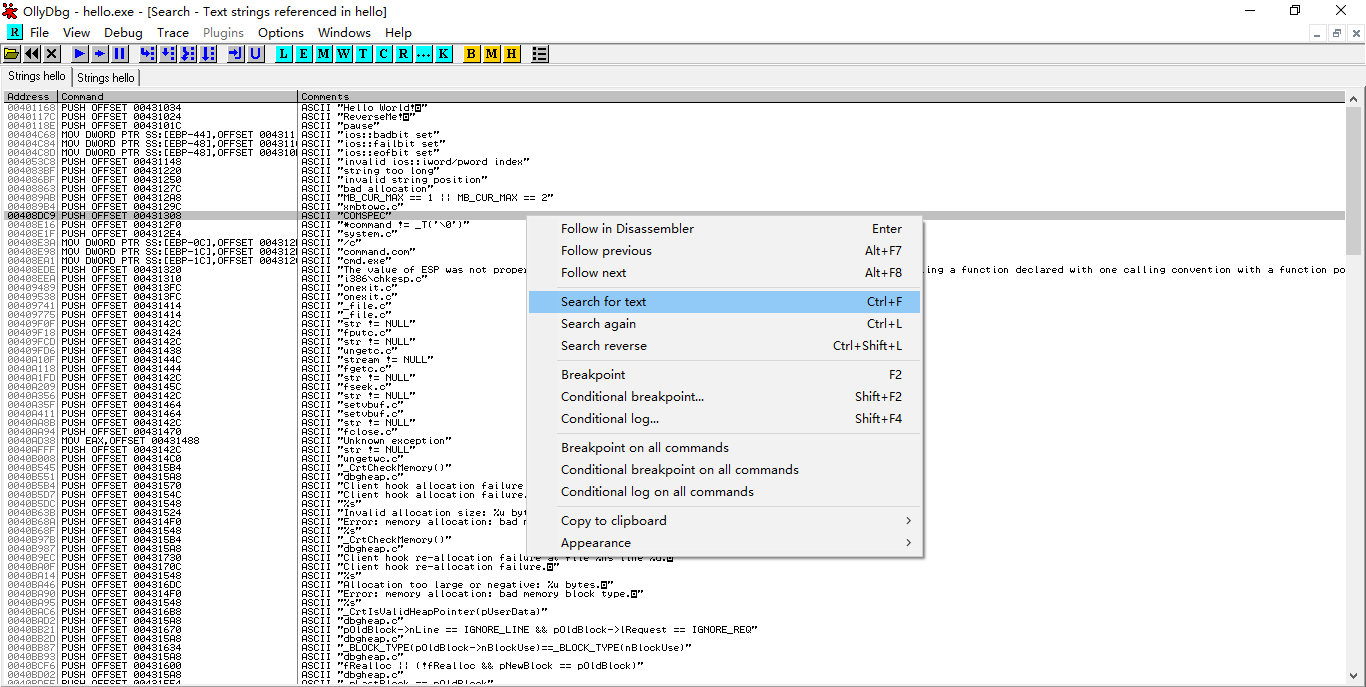 OllyDbg - hello.exe - [Search - Text strings referenced in hello]
R File View Debug Trace Plugins Options Windows Help
L E M W T C R ... K B M H
Strings hello Strings hello
Address Command Comments
00401168 PUSH OFFSET 00431034 ASCII "Hello World!◘"
0040117C PUSH OFFSET 00431024 ASCII "ReverseMe!◘"
0040118E PUSH OFFSET 0043101C ASCII "pause"
00404C68 MOV DWORD PTR SS:[EBP-44],OFFSET 004311 ASCII "ios::badbit set"
00404C84 MOV DWORD PTR SS:[EBP-48],OFFSET 004311 ASCII "ios::failbit set"
00404C8D MOV DWORD PTR SS:[EBP-48],OFFSET 004310 ASCII "ios::eofbit set"
004053C8 PUSH OFFSET 00431148 ASCII "invalid ios::iword/pword index"
004083BF PUSH OFFSET 00431220 ASCII "string too long"
004086BF PUSH OFFSET 00431250 ASCII "invalid string position"
00408863 PUSH OFFSET 0043127C ASCII "bad allocation"
004089AB PUSH OFFSET 004312A8 ASCII "MB_CUR_MAX == 1 || MB_CUR_MAX == 2"
004089B4 PUSH OFFSET 0043129C ASCII "xmbtowc.c"
00408DC9 PUSH OFFSET 00431308 ASCII "COMSPEC"
00408E16 PUSH OFFSET 004312F0 ASCII "*command != _T('\0')"
00408E1F PUSH OFFSET 004312E4 ASCII "system.c"
00408E3A MOV DWORD PTR SS:[EBP-0C],OFFSET 004312 ASCII "/c"
00408E98 MOV DWORD PTR SS:[EBP-1C],OFFSET 004312 ASCII "command.com"
00408EA1 MOV DWORD PTR SS:[EBP-1C],OFFSET 004312 ASCII "cmd.exe"
00408EDE PUSH OFFSET 00431320 ASCII "The value of ESP was not prope ing a function declared with one calling convention with a function po
00408EEA PUSH OFFSET 00431310 ASCII "i386\chkesp.c"
00409489 PUSH OFFSET 004313FC ASCII "onexit.c"
00409538 PUSH OFFSET 004313FC ASCII "onexit.c"
00409741 PUSH OFFSET 00431414 ASCII "_file.c"
00409775 PUSH OFFSET 00431414 ASCII "_file.c"
00409F0F PUSH OFFSET 0043142C ASCII "str != NULL"
00409F18 PUSH OFFSET 00431424 ASCII "fputc.c"
00409FCD PUSH OFFSET 0043142C ASCII "str != NULL"
00409FD6 PUSH OFFSET 00431438 ASCII "ungetc.c"
0040A10F PUSH OFFSET 0043144C ASCII "stream != NULL"
0040A118 PUSH OFFSET 00431444 ASCII "fgetc.c"
0040A1FD PUSH OFFSET 0043142C ASCII "str != NULL"
0040A209 PUSH OFFSET 0043145C ASCII "fseek.c"
0040A356 PUSH OFFSET 0043142C ASCII "str != NULL"
0040A35F PUSH OFFSET 00431464 ASCII "setvbuf.c"
0040A411 PUSH OFFSET 00431464 ASCII "setvbuf.c"
0040AA8B PUSH OFFSET 0043142C ASCII "str != NULL"
0040AA94 PUSH OFFSET 00431470 ASCII "fclose.c"
0040AD38 MOV EAX,OFFSET 00431488 ASCII "Unknown exception"
0040AFFF PUSH OFFSET 0043142C ASCII "str != NULL"
0040B008 PUSH OFFSET 004314C0 ASCII "ungetwc.c"
0040B545 PUSH OFFSET 004315B4 ASCII "_CrtCheckMemory()"
0040B551 PUSH OFFSET 004315A8 ASCII "dbgheap.c"
0040B5B4 PUSH OFFSET 00431570 ASCII "Client hook allocation failure
0040B5D7 PUSH OFFSET 0043154C ASCII "Client hook allocation failure.
0040B5DC PUSH OFFSET 00431548 ASCII "%s"
0040B63B PUSH OFFSET 00431524 ASCII "Invalid allocation size: %u byt
0040B68A PUSH OFFSET 004314F0 ASCII "Error: memory allocation: bad m
0040B68F PUSH OFFSET 00431548 ASCII "%s"
0040B97B PUSH OFFSET 004315B4 ASCII "_CrtCheckMemory()"
0040B987 PUSH OFFSET 004315A8 ASCII "dbgheap.c"
0040B9EC PUSH OFFSET 00431730 ASCII "Client hook re-allocation failure at file %hs line %d.◘
0040BA0F PUSH OFFSET 0043170C ASCII "Client hook re-allocation failure.◘"
0040BA14 PUSH OFFSET 00431548 ASCII "%s"
0040BA46 PUSH OFFSET 004316DC ASCII "Allocation too large or negative: %u bytes.◘"
0040BA90 PUSH OFFSET 004314F0 ASCII "Error: memory allocation: bad memory block type.◘"
0040BA95 PUSH OFFSET 00431548 ASCII "%s"
0040BAC6 PUSH OFFSET 004316B8 ASCII "_CrtIsValidHeapPointer(pUserData)"
0040BAD2 PUSH OFFSET 004315A8 ASCII "dbgheap.c"
0040BB21 PUSH OFFSET 00431670 ASCII "pOldBlock->nLine == IGNORE_LINE && pOldBlock->lRequest == IGNORE_REQ"
0040BB2D PUSH OFFSET 004315A8 ASCII "dbgheap.c"
0040BB87 PUSH OFFSET 00431634 ASCII "_BLOCK_TYPE(pOldBlock->nBlockUse)==_BLOCK_TYPE(nBlockUse)"
0040BB93 PUSH OFFSET 004315A8 ASCII "dbgheap.c"
0040BCF6 PUSH OFFSET 00431600 ASCII "fRealloc || (!fRealloc && pNewBlock == pOldBlock)"
0040BD02 PUSH OFFSET 004315A8 ASCII "dbgheap.c"
PUSH OFFSET 004315E4 ASCII "_pLastBlock == pOldBlock"
Follow in Disassembler Enter
Follow previous Alt+F7
Follow next Alt+F8
Search for text Ctrl+F
Search again Ctrl+L
Search reverse Ctrl+Shift+L
Breakpoint F2
Conditional breakpoint... Shift+F2
Conditional log... Shift+F4
Breakpoint on all commands
Conditional breakpoint on all commands
Conditional log on all commands
Copy to clipboard
Appearance